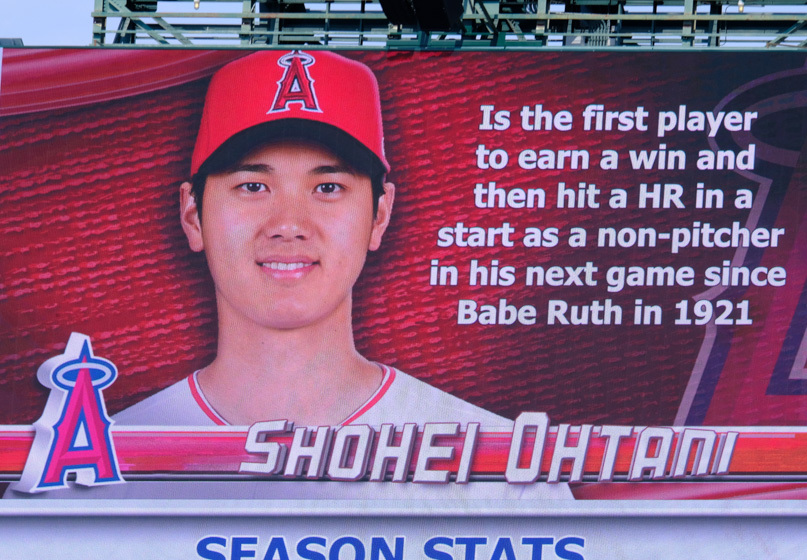 Is the first player
to earn a win and
then hit a HR in a
start as a non-pitcher
in his next game since
Babe Ruth in 1921
A
A
SHOHEI OHTANI
SEASON STATS